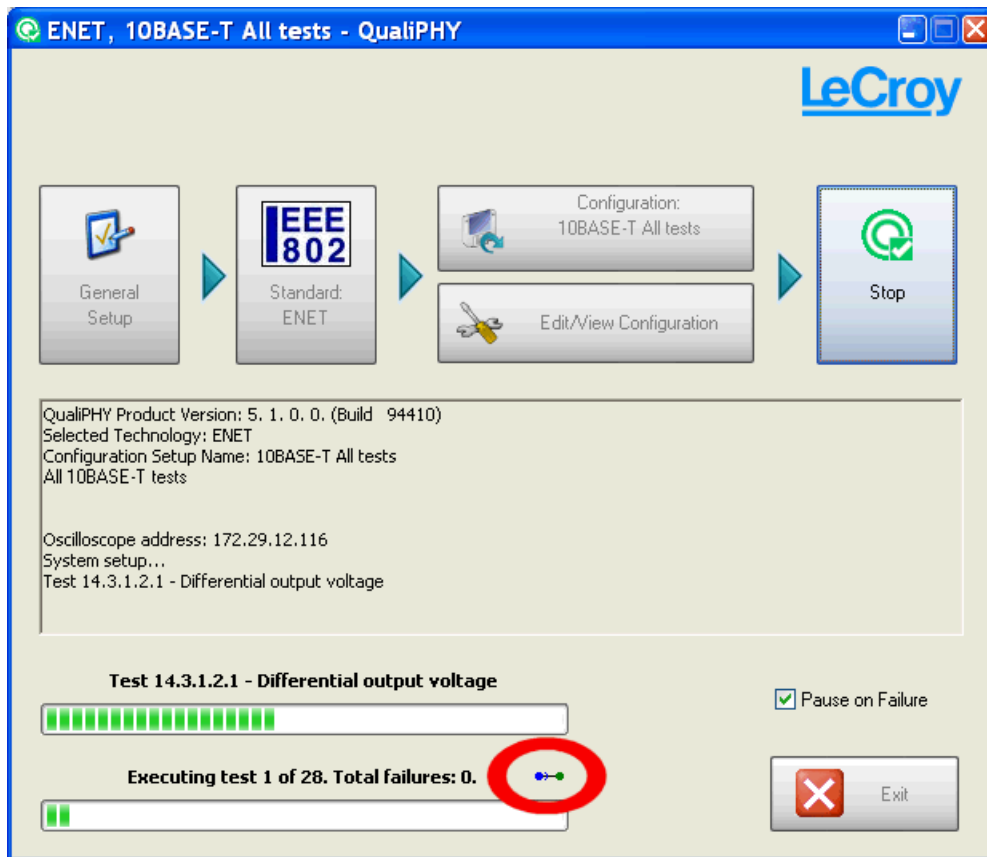 ENET, 10BASE-T All tests - QualiPHY
LeCroy
General
Setup
IEEE
802
Standard:
ENET
Configuration:
10BASE-T All tests
Edit/View Configuration
Stop
QualiPHY Product Version: 5. 1. 0. 0. (Build 94410)
Selected Technology: ENET
Configuration Setup Name: 10BASE-T All tests
All 10BASE-T tests
Oscilloscope address: 172.29.12.116
System setup...
Test 14.3.1.2.1 - Differential output voltage
Test 14.3.1.2.1 - Differential output voltage
Pause on Failure
Executing test 1 of 28. Total failures: 0.
Exit